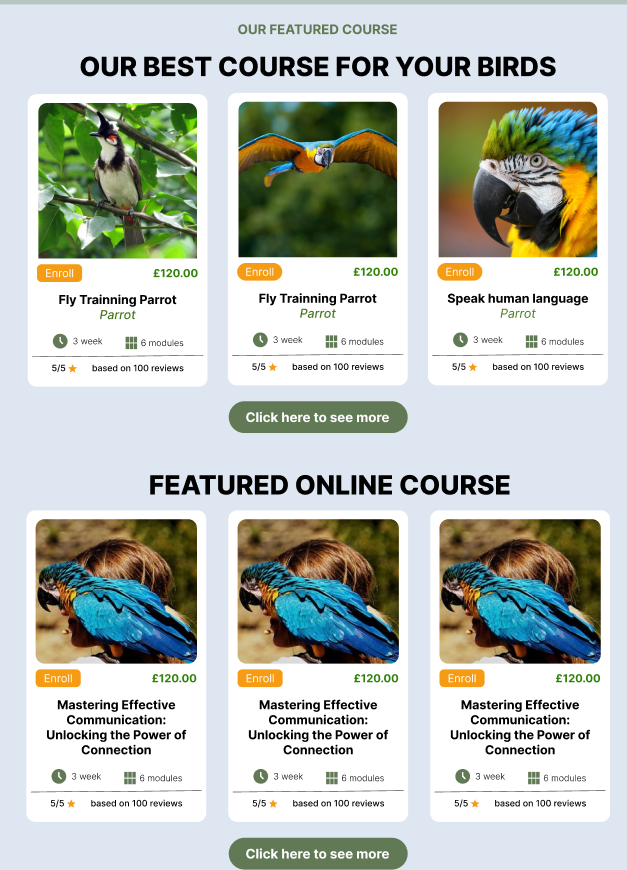 OUR FEATURED COURSE
OUR BEST COURSE FOR YOUR BIRDS
Enroll £120.00
Fly Trainning Parrot
Parrot
3 week 6 modules
5/5 based on 100 reviews
Enroll £120.00
Fly Trainning Parrot
Parrot
3 week 6 modules
5/5 based on 100 reviews
Enroll £120.00
Speak human language
Parrot
3 week 6 modules
5/5 based on 100 reviews
Click here to see more
FEATURED ONLINE COURSE
Enroll £120.00
Mastering Effective
Communication:
Unlocking the Power of
Connection
3 week 6 modules
5/5 based on 100 reviews
Enroll £120.00
Mastering Effective
Communication:
Unlocking the Power of
Connection
3 week 6 modules
5/5 based on 100 reviews
Enroll £120.00
Mastering Effective
Communication:
Unlocking the Power of
Connection
3 week 6 modules
5/5 based on 100 reviews
Click here to see more